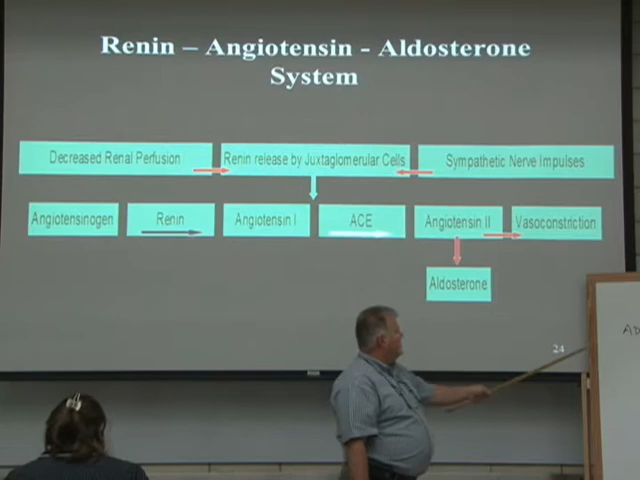 Renin – Angiotensin - Aldosterone
System
Decreased Renal Perfusion
Renin release by Juxtaglomerular Cells
Sympathetic Nerve Impulses
Angiotensinogen
Renin
Angiotensin I
ACE
Angiotensin II
Vasoconstriction
Aldosterone
24
AD